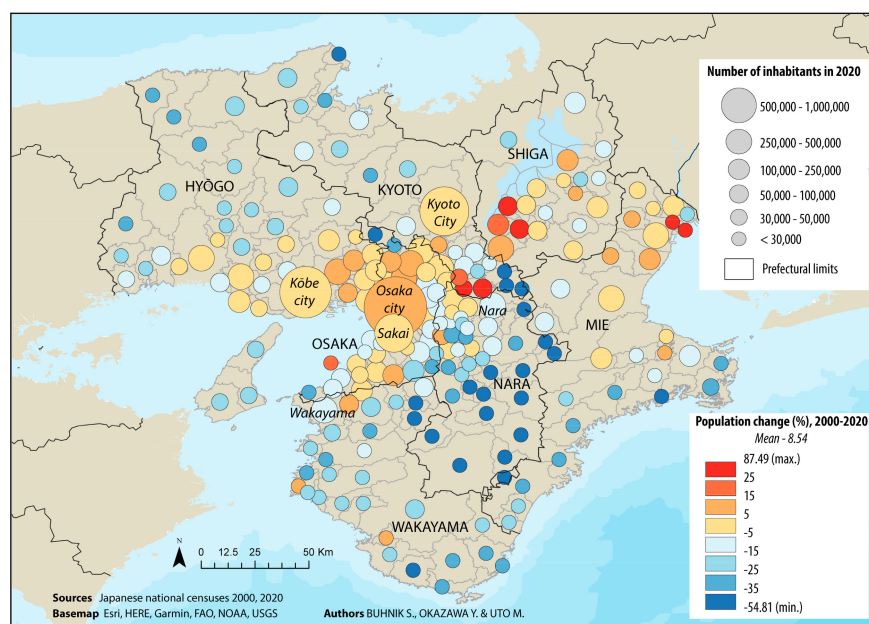 Number of inhabitants in 2020
500,000 - 1,000,000
250,000 - 500,000
100,000 - 250,000
50,000 - 100,000
30,000 - 50,000
< 30,000
Prefectural limits
SHIGA
HYŌGO
KYOTO
Kyoto
City
Kōbe
city
Osaka
city
Nara
Sakai
MIE
OSAKA
NARA
Wakayama
WAKAYAMA
Population change (%), 2000-2020
Mean - 8.54
87.49 (max.)
25
15
5
-5
-15
-25
-35
-54.81 (min.)
N
0 12.5 25 50 Km
Sources Japanese national censuses 2000, 2020
Basemap Esri, HERE, Garmin, FAO, NOAA, USGS
Authors BUHNIK S., OKAZAWA Y. & UTO M.